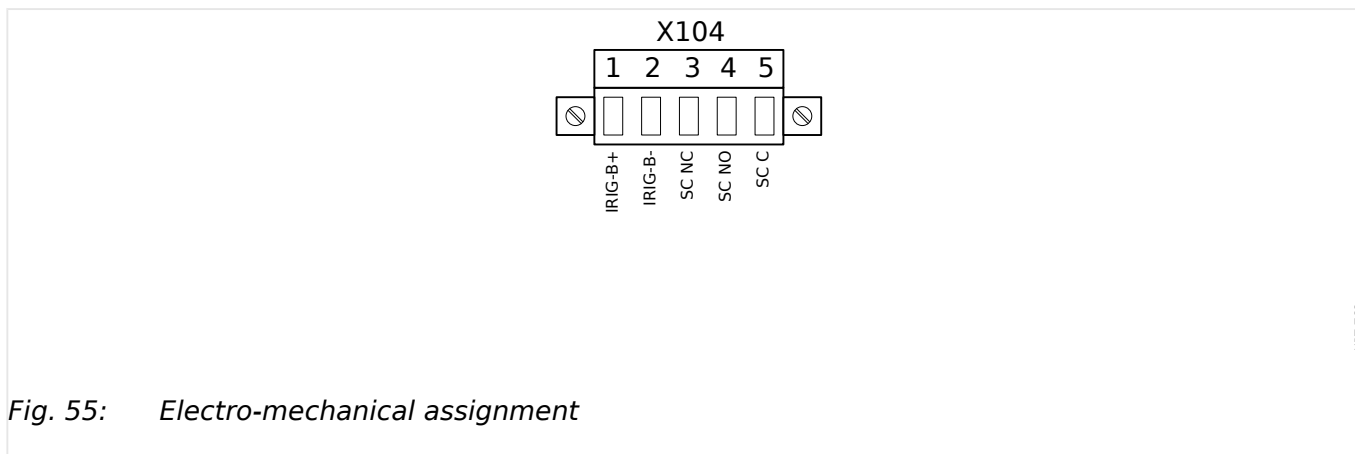 X104
1 2 3 4 5
IRIG-B+
IRIG-B-
SC NC
SC NO
SC C
Fig. 55: Electro-mechanical assignment